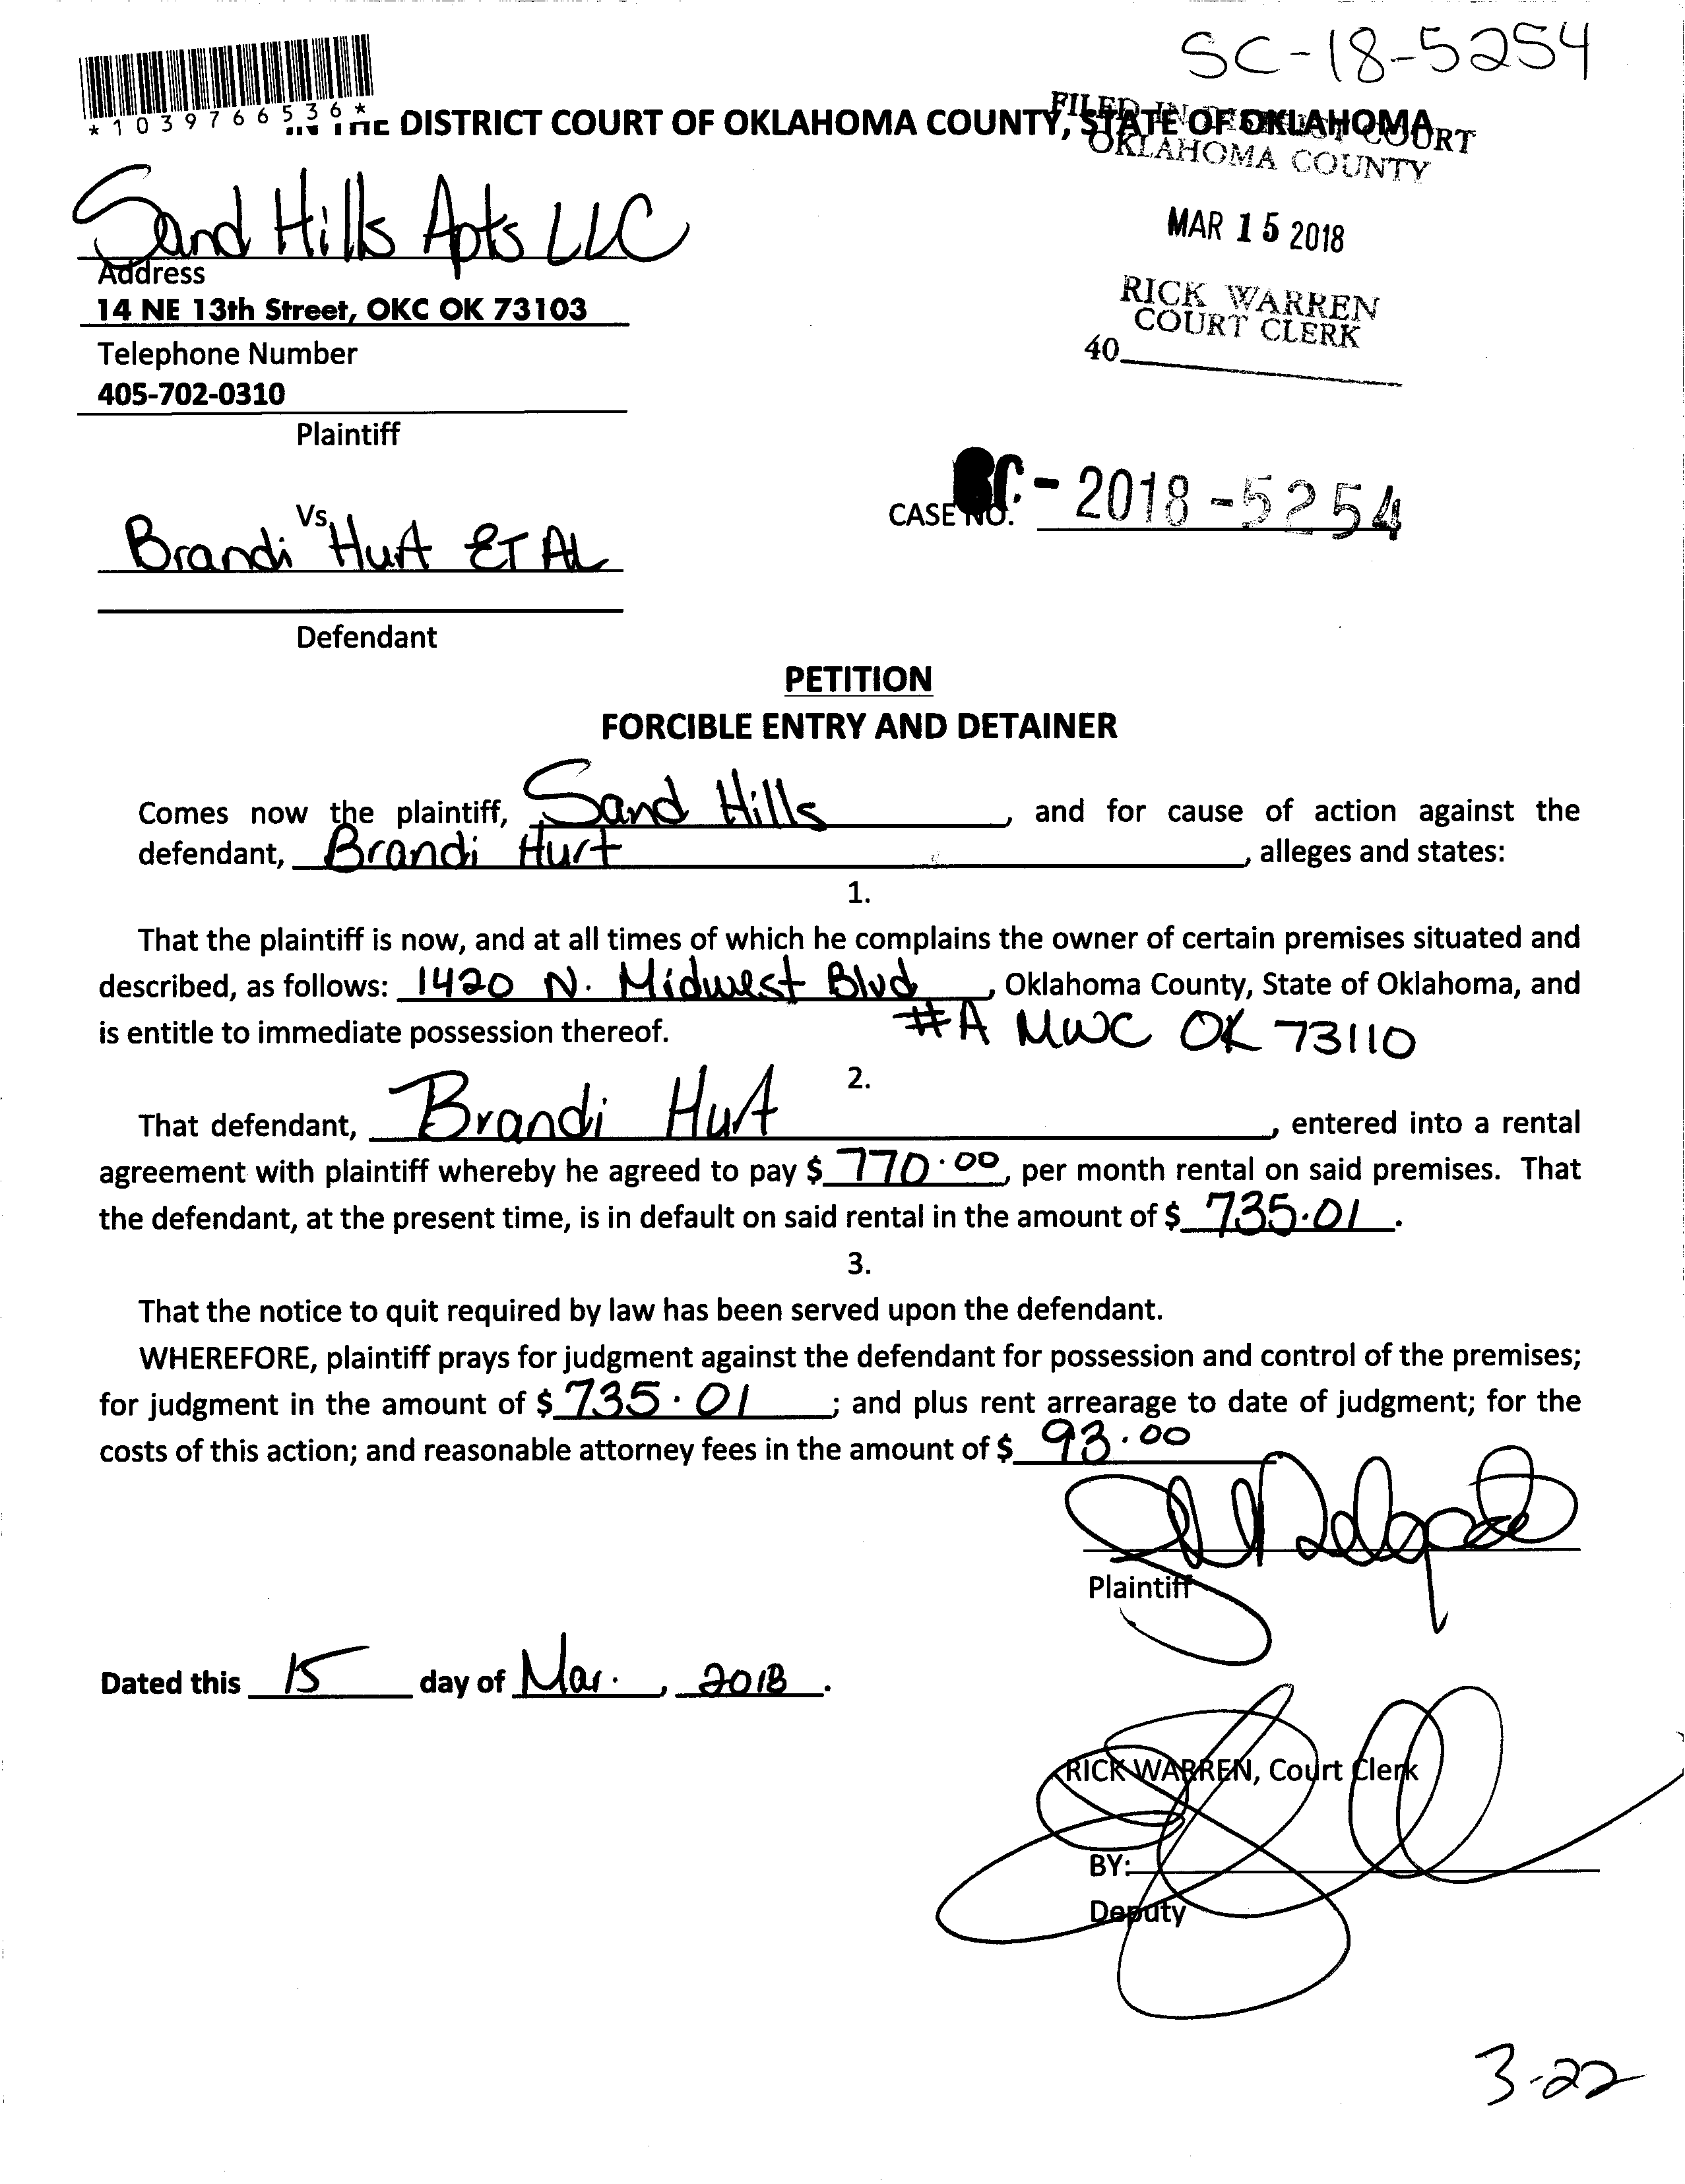 SC-18-5254
*1039766536*
IN THE DISTRICT COURT OF OKLAHOMA COUNTY, STATE OF OKLAHOMA
FILED IN DISTRICT COURT
OKLAHOMA COUNTY
MAR 15 2018
RICK WARREN
COURT CLERK
40
Sand Hills Apts LLC
Address
14 NE 13th Street, OKC OK 73103
Telephone Number
405-702-0310
Plaintiff
Vs.
CASE NO. SC - 2018 - 5254
Brandi Hurt ET AL
Defendant
PETITION
FORCIBLE ENTRY AND DETAINER
Comes now the plaintiff, Sand Hills, and for cause of action against the
defendant, Brandi Hurt, alleges and states:
1.
That the plaintiff is now, and at all times of which he complains the owner of certain premises situated and
described, as follows: 1420 N. Midwest Blvd, Oklahoma County, State of Oklahoma, and
is entitle to immediate possession thereof. #A MWC OK 73110
2.
That defendant, Brandi Hurt, entered into a rental
agreement with plaintiff whereby he agreed to pay $ 770.00, per month rental on said premises. That
the defendant, at the present time, is in default on said rental in the amount of $ 735.01.
3.
That the notice to quit required by law has been served upon the defendant.
WHEREFORE, plaintiff prays for judgment against the defendant for possession and control of the premises;
for judgment in the amount of $ 735.01; and plus rent arrearage to date of judgment; for the
costs of this action; and reasonable attorney fees in the amount of $ 93.00
Plaintiff
Dated this 15 day of Mar., 2018.
RICK WARREN, Court Clerk
BY:
Deputy
3-22